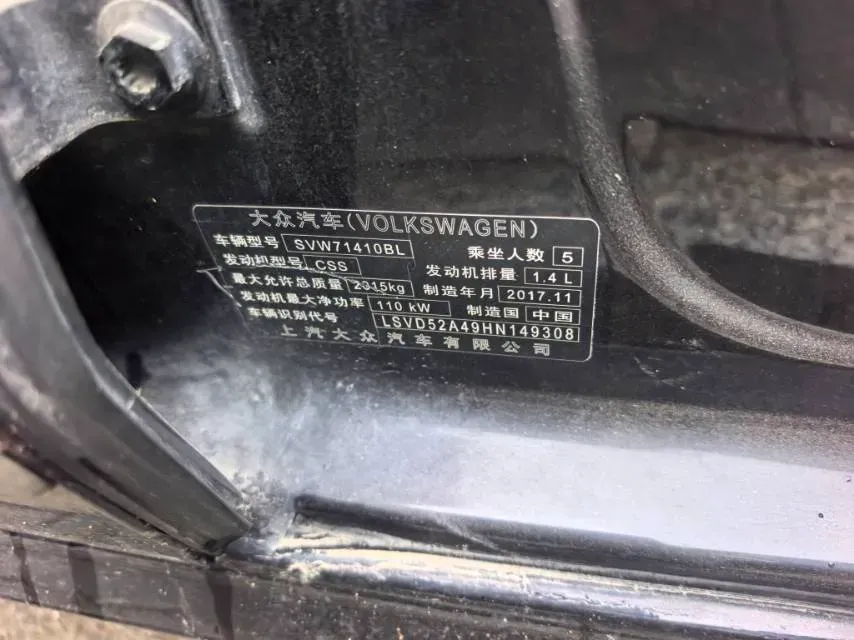 大众汽车(VOLKSWAGEN)
车辆型号 SVW71410BL 乘坐人数 5
发动机型号 CSS 发动机排量 1.4 L
最大允许总质量 2315kg 制造年月 2017.11
发动机最大净功率 110 kW 制造国 中国
车辆识别代号 LSVD52A49HN149308
上汽大众汽车有限公司